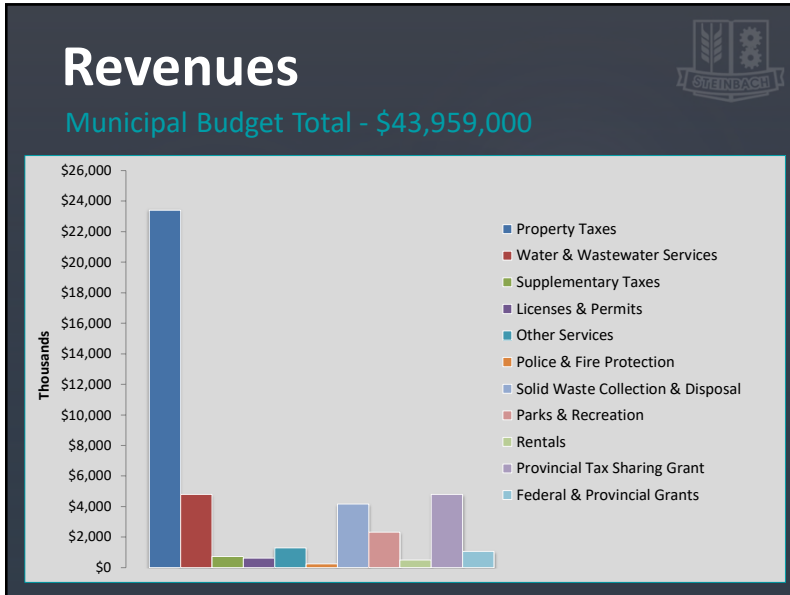 Revenues
STEINBACH
Municipal Budget Total - $43,959,000
$26,000
$24,000
$22,000
$20,000
$18,000
$16,000
$14,000
$12,000
$10,000
$8,000
$6,000
$4,000
$2,000
$0
Thousands
Property Taxes
Water & Wastewater Services
Supplementary Taxes
Licenses & Permits
Other Services
Police & Fire Protection
Solid Waste Collection & Disposal
Parks & Recreation
Rentals
Provincial Tax Sharing Grant
Federal & Provincial Grants